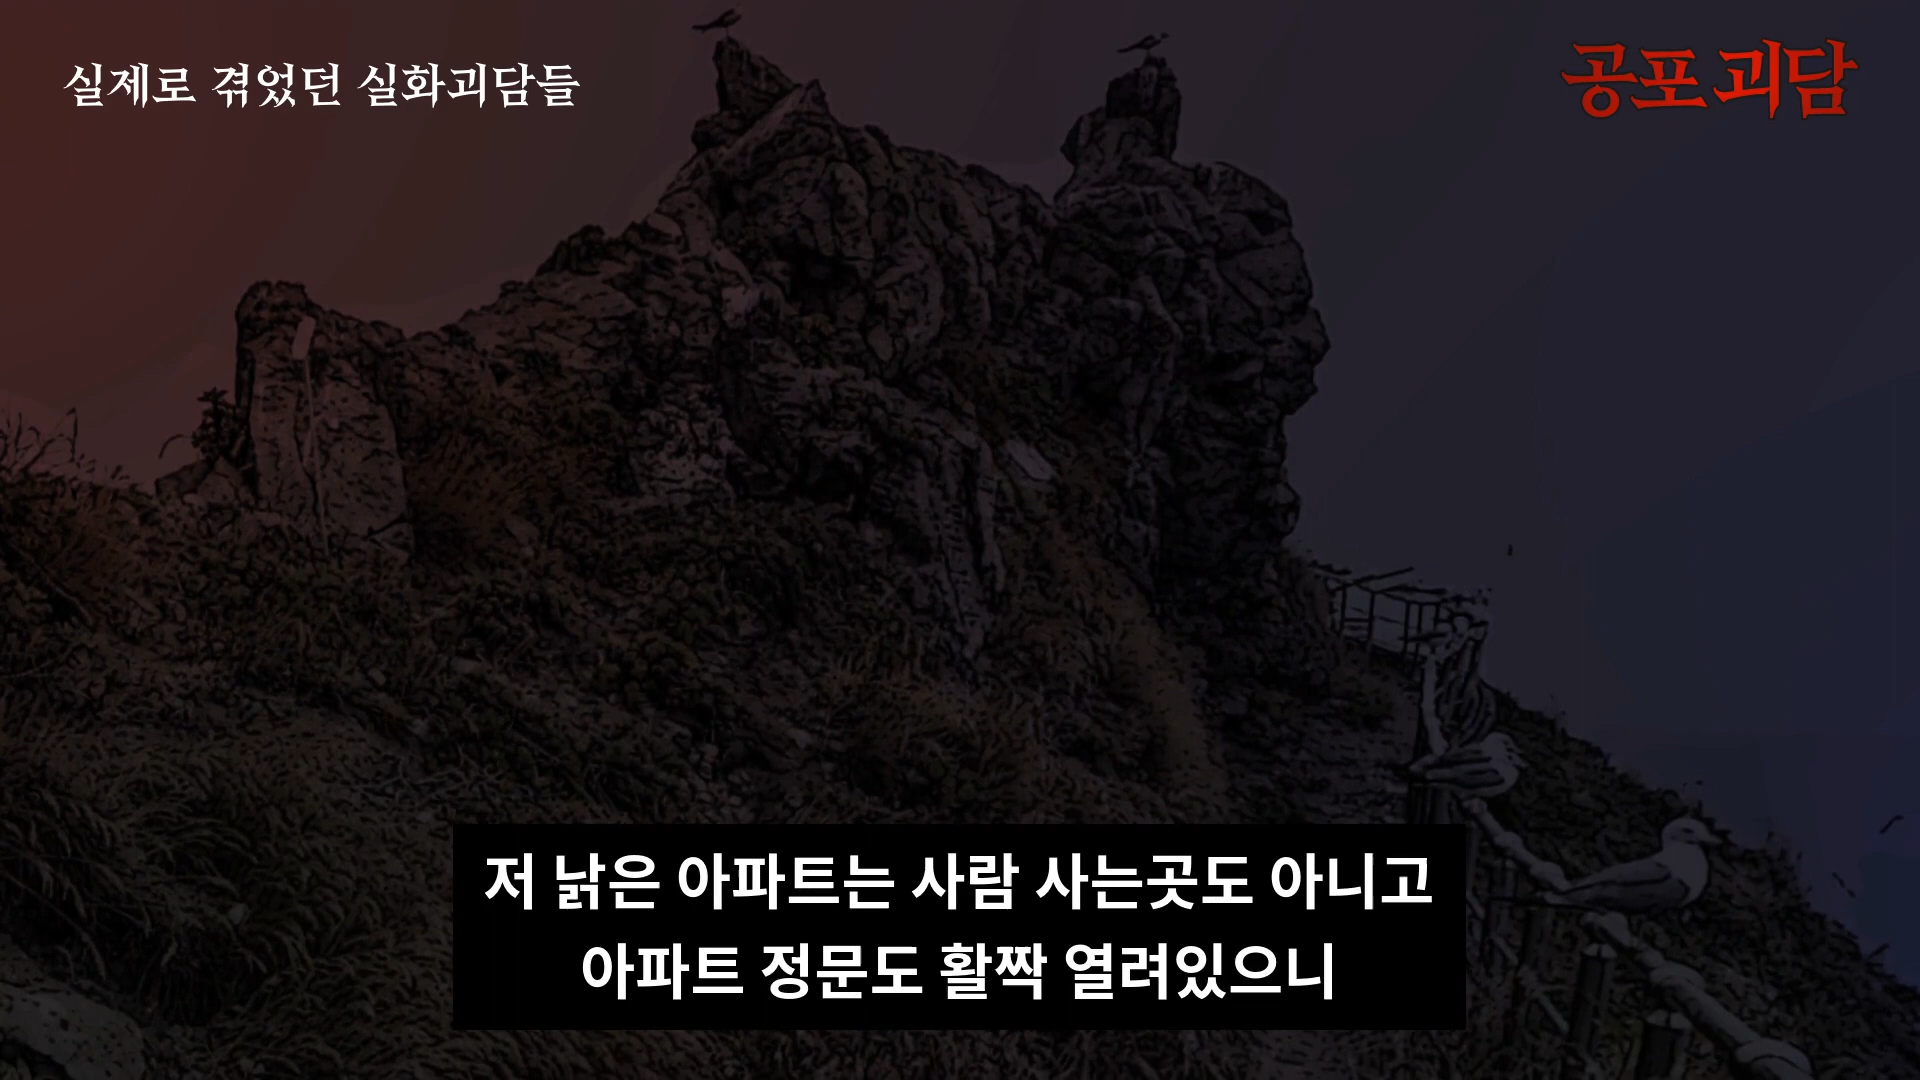 실제로 겪었던 실화괴담들
공포 괴담
저 낡은 아파트는 사람 사는곳도 아니고
아파트 정문도 활짝 열려있으니